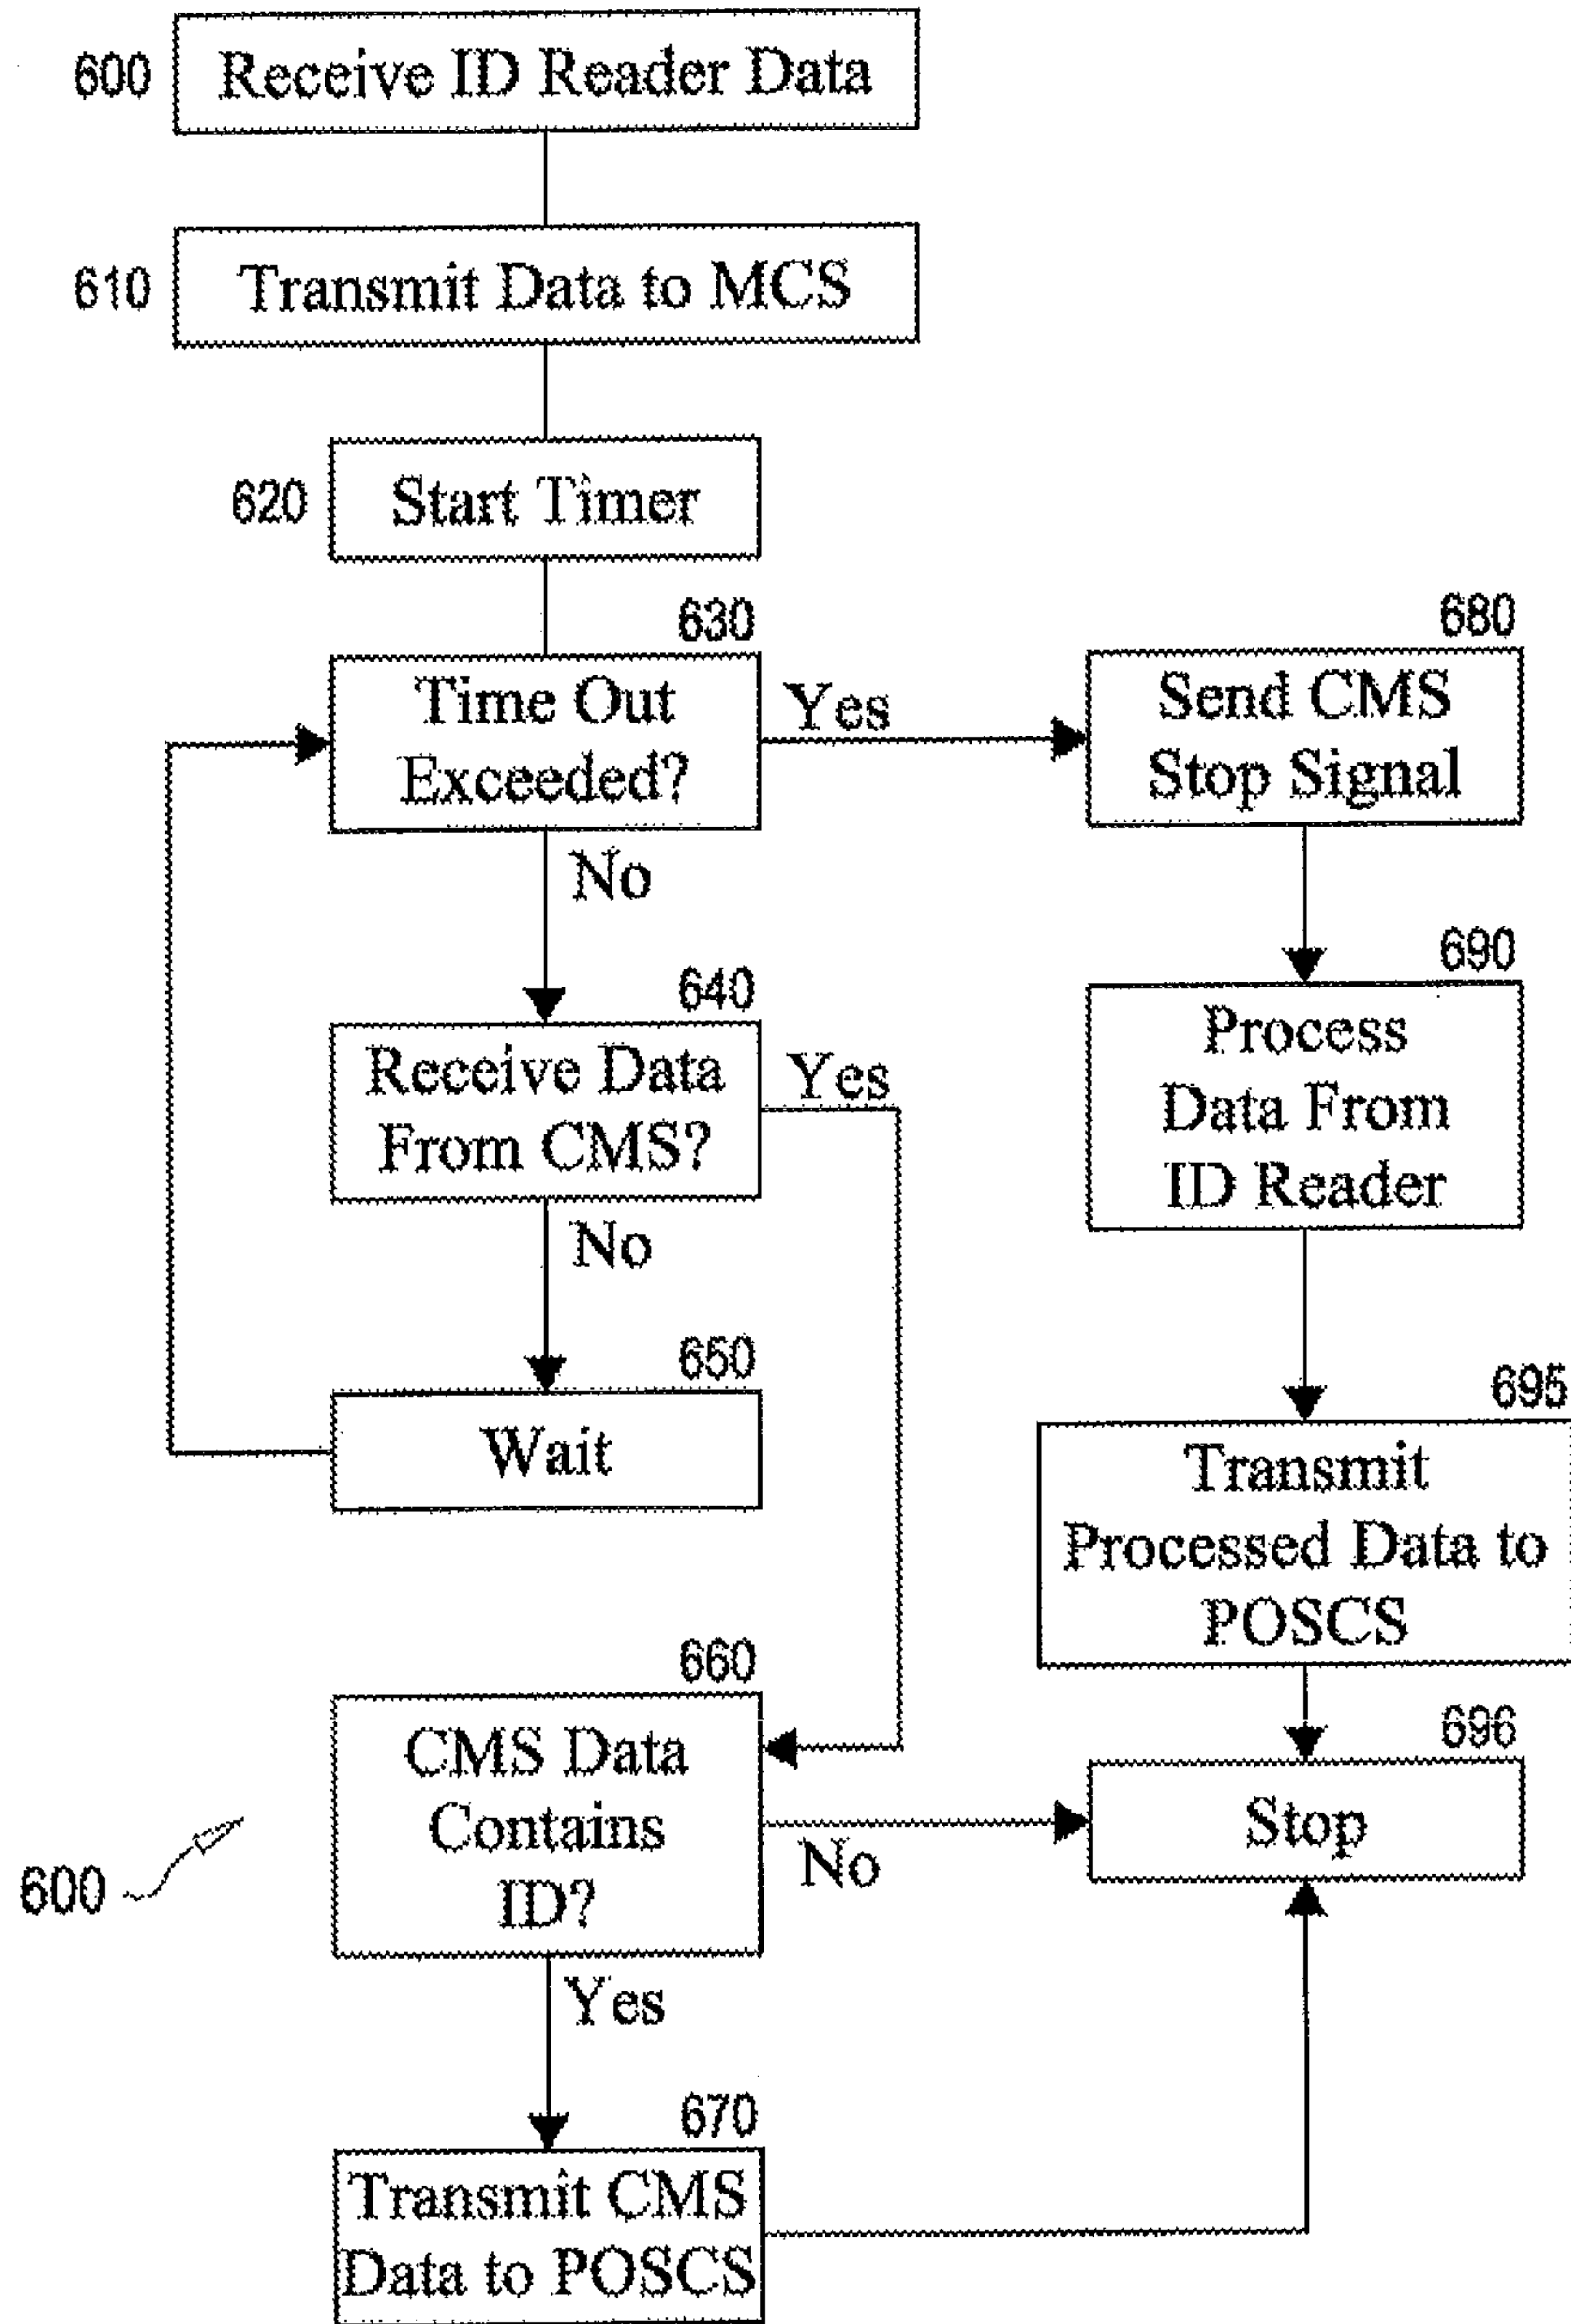 600 Receive ID Reader Data
610 Transmit Data to MCS
620 Start Timer
630
Time Out
Exceeded?
Yes
No
680
Send CMS
Stop Signal
640
Receive Data
From CMS?
Yes
No
690
Process
Data From
ID Reader
650
Wait
695
Transmit
Processed Data to
POSCS
660
CMS Data
Contains
ID?
No
Yes
696
Stop
600
670
Transmit CMS
Data to POSCS